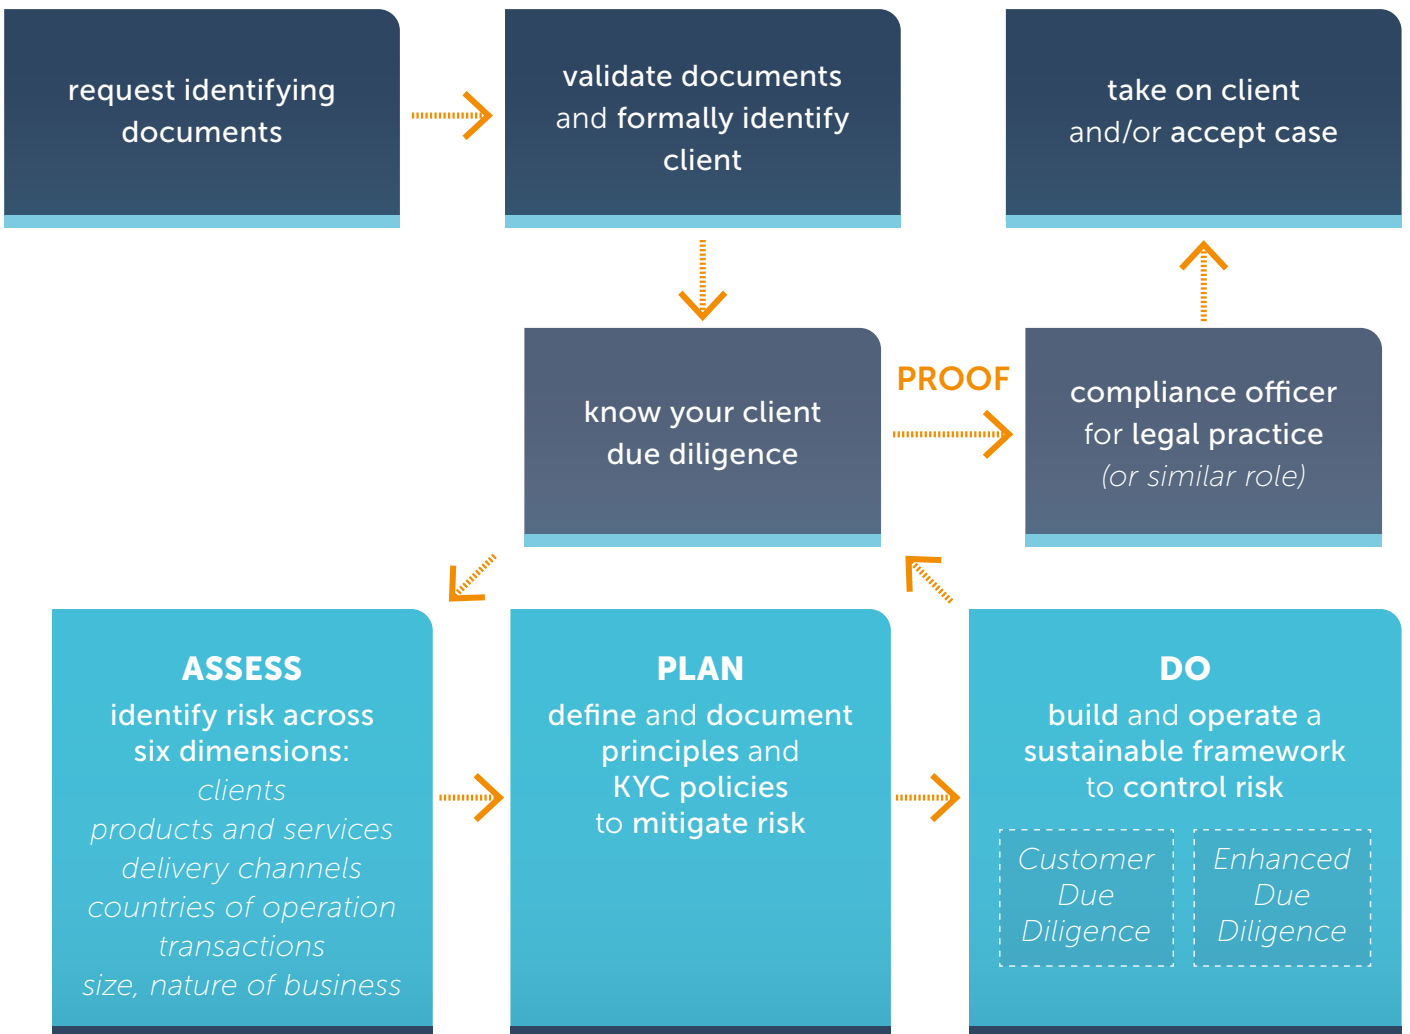 request identifying
documents
validate documents
and formally identify
client
take on client
and/or accept case
know your client
due diligence
PROOF
compliance officer
for legal practice
(or similar role)
ASSESS
identify risk across
six dimensions:
clients
products and services
delivery channels
countries of operation
transactions
size, nature of business
PLAN
define and document
principles and
KYC policies
to mitigate risk
DO
build and operate a
sustainable framework
to control risk
Customer
Due
Diligence
Enhanced
Due
Diligence